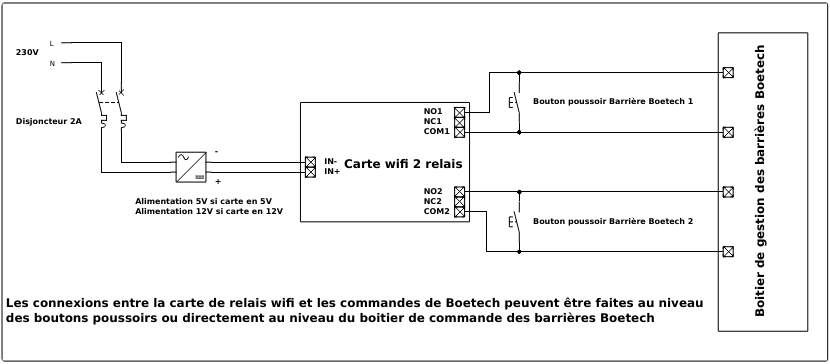 L
230V
N
Disjoncteur 2A
-
+
Alimentation 5V si carte en 5V
Alimentation 12V si carte en 12V
NO1
NC1
COM1
IN-
IN+
Carte wifi 2 relais
NO2
NC2
COM2
Bouton poussoir Barrière Boetech 1
Bouton poussoir Barrière Boetech 2
Boitier de gestion des barrières Boetech
Les connexions entre la carte de relais wifi et les commandes de Boetech peuvent être faites au niveau
des boutons poussoirs ou directement au niveau du boitier de commande des barrières Boetech